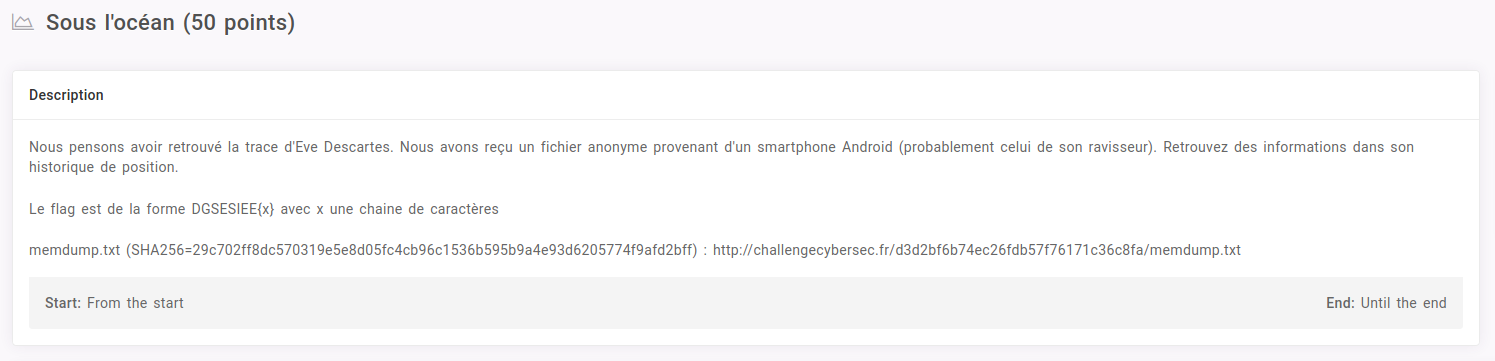 Sous l'océan (50 points)
Description
Nous pensons avoir retrouvé la trace d'Eve Descartes. Nous avons reçu un fichier anonyme provenant d'un smartphone Android (probablement celui de son ravisseur). Retrouvez des informations dans son
historique de position.
Le flag est de la forme DGSESIEE{x} avec x une chaine de caractères
memdump.txt (SHA256=29c702ff8dc570319e5e8d05fc4cb96c1536b595b9a4e93d6205774f9afd2bff) : http://challengecybersec.fr/d3d2bf6b74ec26fdb57f76171c36c8fa/memdump.txt
Start: From the start
End: Until the end